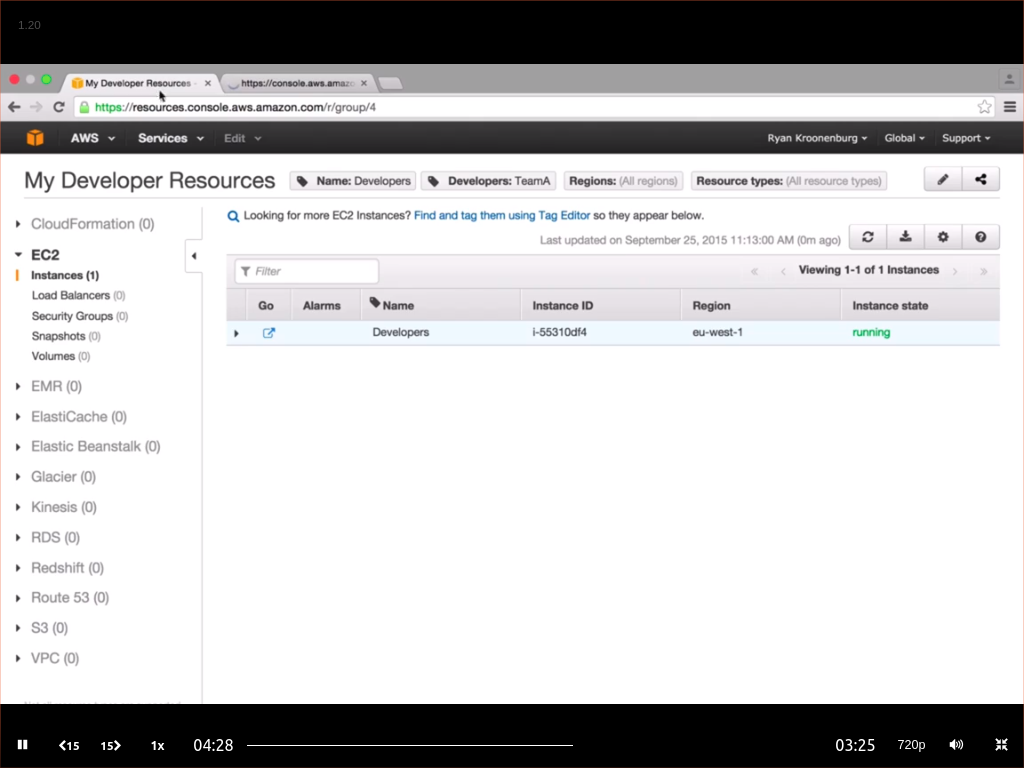 1.20
My Developer Resources
https://console.aws.amaz
https://resources.console.aws.amazon.com/r/group/4
AWS Services Edit Ryan Kroonenburg Global Support
My Developer Resources Name: Developers Developers: TeamA Regions: (All regions) Resource types: (All resource types)
Looking for more EC2 Instances? Find and tag them using Tag Editor so they appear below.
Last updated on September 25, 2015 11:13:00 AM (0m ago)
CloudFormation (0)
EC2
Instances (1)
Load Balancers (0)
Security Groups (0)
Snapshots (0)
Volumes (0)
EMR (0)
ElastiCache (0)
Elastic Beanstalk (0)
Glacier (0)
Kinesis (0)
RDS (0)
Redshift (0)
Route 53 (0)
S3 (0)
VPC (0)
Filter
Viewing 1-1 of 1 Instances
Go Alarms Name Instance ID Region Instance state
Developers i-55310df4 eu-west-1 running
15 15 1x 04:28 03:25 720p